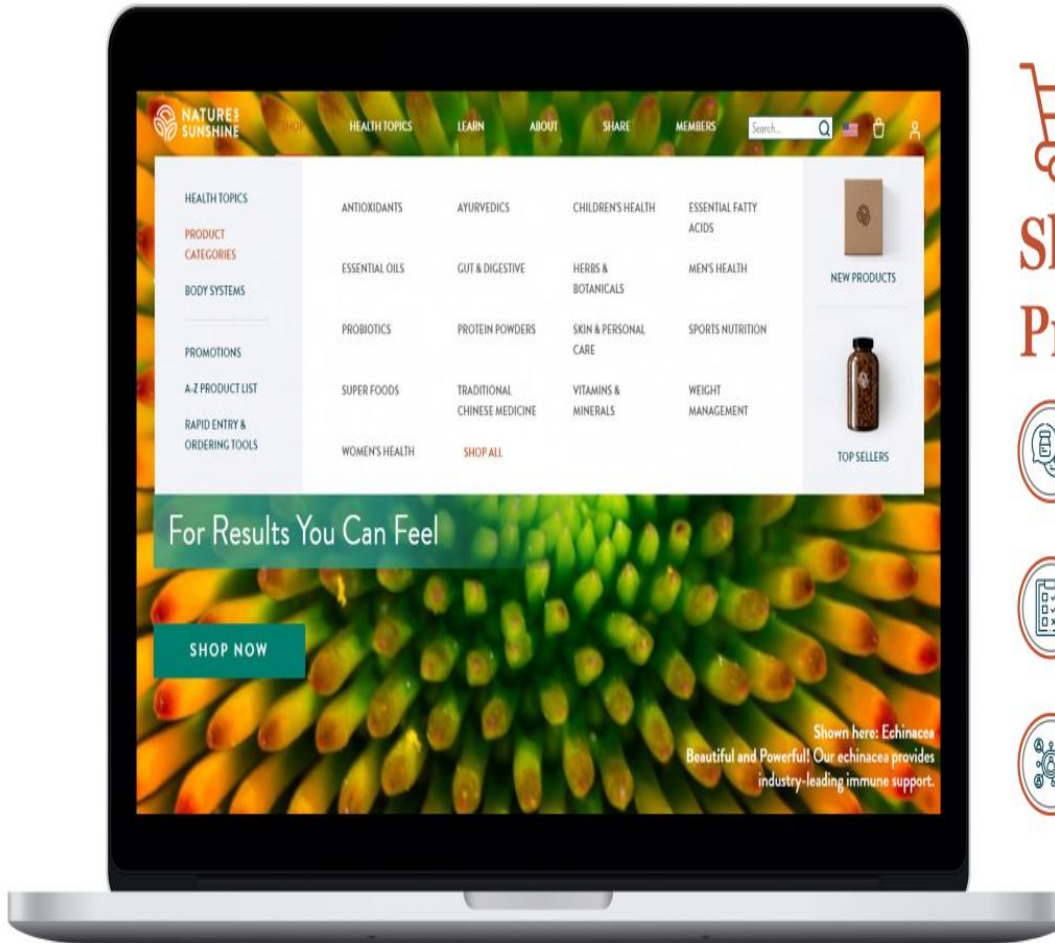 NATURE'S
SUNSHINE
SHOP
HEALTH TOPICS
LEARN
ABOUT
SHARE
MEMBERS
Search...
HEALTH TOPICS
PRODUCT
CATEGORIES
BODY SYSTEMS
PROMOTIONS
A-Z PRODUCT LIST
RAPID ENTRY &
ORDERING TOOLS
ANTIOXIDANTS
AYURVEDICS
CHILDREN'S HEALTH
ESSENTIAL FATTY
ACIDS
ESSENTIAL OILS
GUT & DIGESTIVE
HERBS &
BOTANICALS
MEN'S HEALTH
PROBIOTICS
PROTEIN POWDERS
SKIN & PERSONAL
CARE
SPORTS NUTRITION
SUPER FOODS
TRADITIONAL
CHINESE MEDICINE
VITAMINS &
MINERALS
WEIGHT
MANAGEMENT
WOMEN'S HEALTH
SHOP ALL
NEW PRODUCTS
TOP SELLERS
For Results You Can Feel
SHOP NOW
Shown here: Echinacea
Beautiful and Powerful! Our echinacea provides
industry-leading immune support.